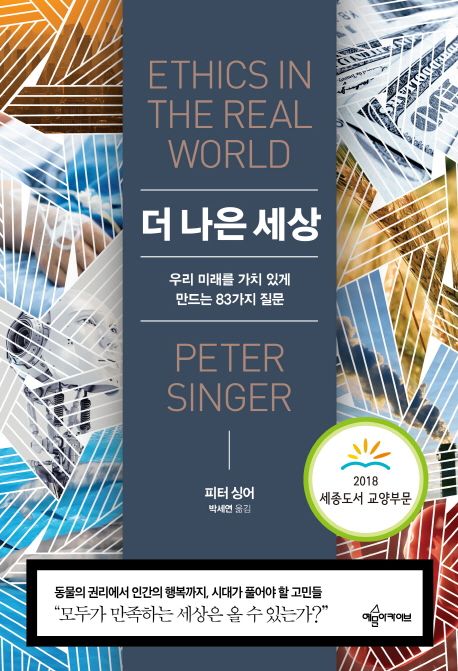 ETHICS IN
THE REAL
WORLD
더 나은 세상
우리 미래를 가치 있게
만드는 83가지 질문
PETER
SINGER
피터 싱어
박세연 옮김
2018
세종도서 교양부문
동물의 권리에서 인간의 행복까지, 시대가 풀어야 할 고민들
“모두가 만족하는 세상은 올 수 있는가?”
예문아카이브